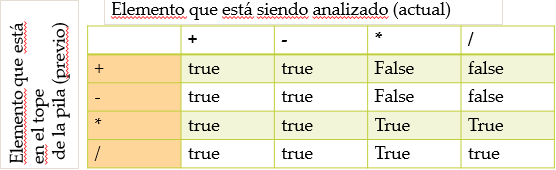 Elemento que está siendo analizado (actual)
Elemento que está
en el tope
de la pila (previo)
+ - * /
+ true true False false
- true true False false
* true true True True
/ true true True true